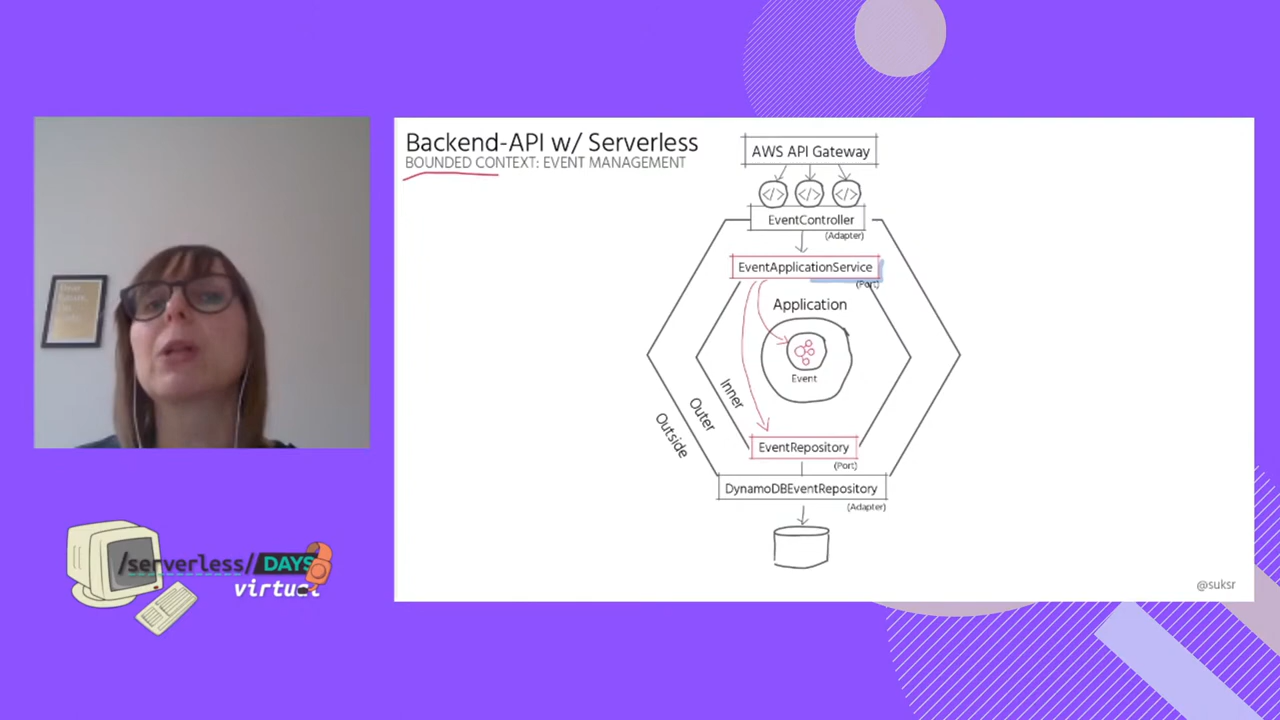 Backend-API w/ Serverless
BOUNDED CONTEXT: EVENT MANAGEMENT
AWS API Gateway
</> </> </>
EventController
(Adapter)
EventApplicationService
(Port)
Application
Event
Inner
Outer
Outside
EventRepository
(Port)
DynamoDBEventRepository
(Adapter)
@suksr
/serverless/DAYS
virtual